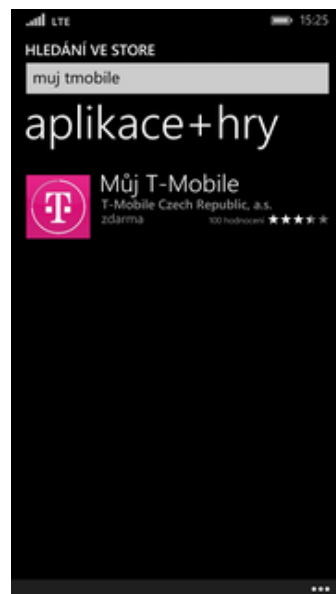 LTE 15:25
HLEDÁNÍ VE STORE
muj tmobile
aplikace+hry
Můj T-Mobile
T-Mobile Czech Republic, a.s.
zdarma 100 hodnocení
T